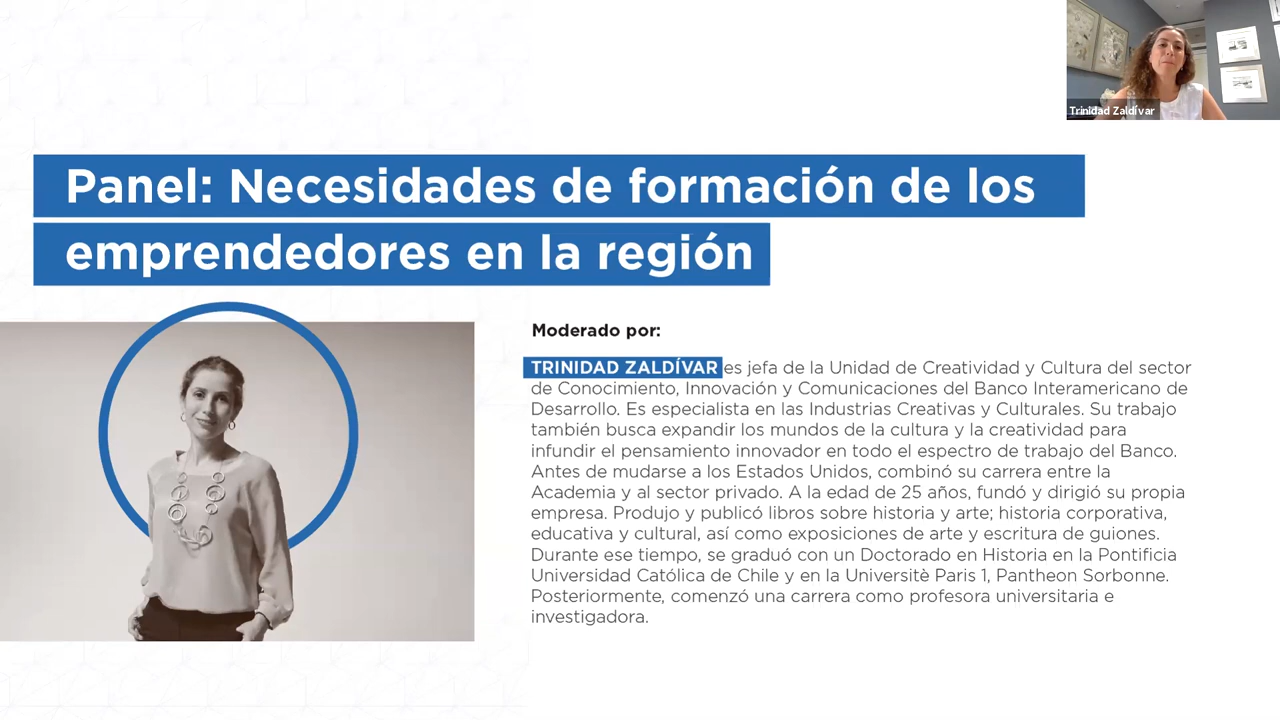 Trinidad Zaldívar
Panel: Necesidades de formación de los
emprendedores en la región
Moderado por:
TRINIDAD ZALDÍVAR es jefa de la Unidad de Creatividad y Cultura del sector
de Conocimiento, Innovación y Comunicaciones del Banco Interamericano de
Desarrollo. Es especialista en las Industrias Creativas y Culturales. Su trabajo
también busca expandir los mundos de la cultura y la creatividad para
infundir el pensamiento innovador en todo el espectro de trabajo del Banco.
Antes de mudarse a los Estados Unidos, combinó su carrera entre la
Academia y al sector privado. A la edad de 25 años, fundó y dirigió su propia
empresa. Produjo y publicó libros sobre historia y arte; historia corporativa,
educativa y cultural, así como exposiciones de arte y escritura de guiones.
Durante ese tiempo, se graduó con un Doctorado en Historia en la Pontificia
Universidad Católica de Chile y en la Universitè Paris 1, Pantheon Sorbonne.
Posteriormente, comenzó una carrera como profesora universitaria e
investigadora.